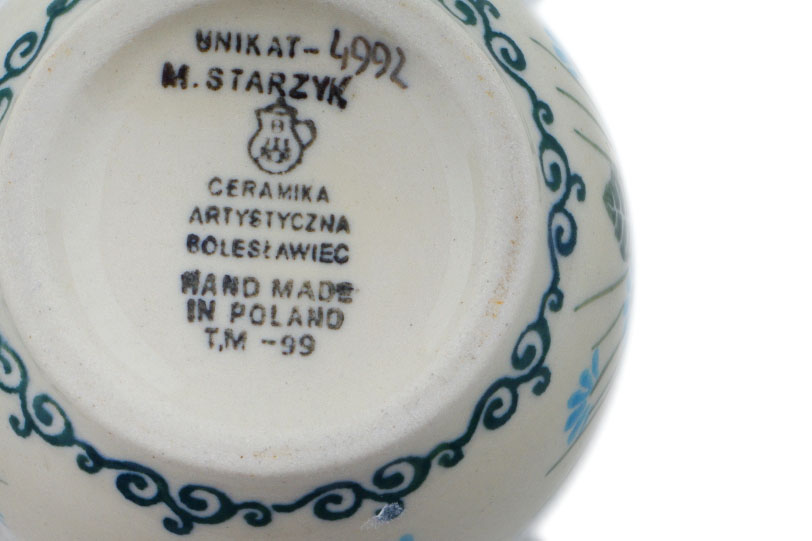 UNIKAT-4992
M. STARZYK
CERAMIKA
ARTYSTYCZNA
BOLESŁAWIEC
HAND MADE
IN POLAND
T.M -99